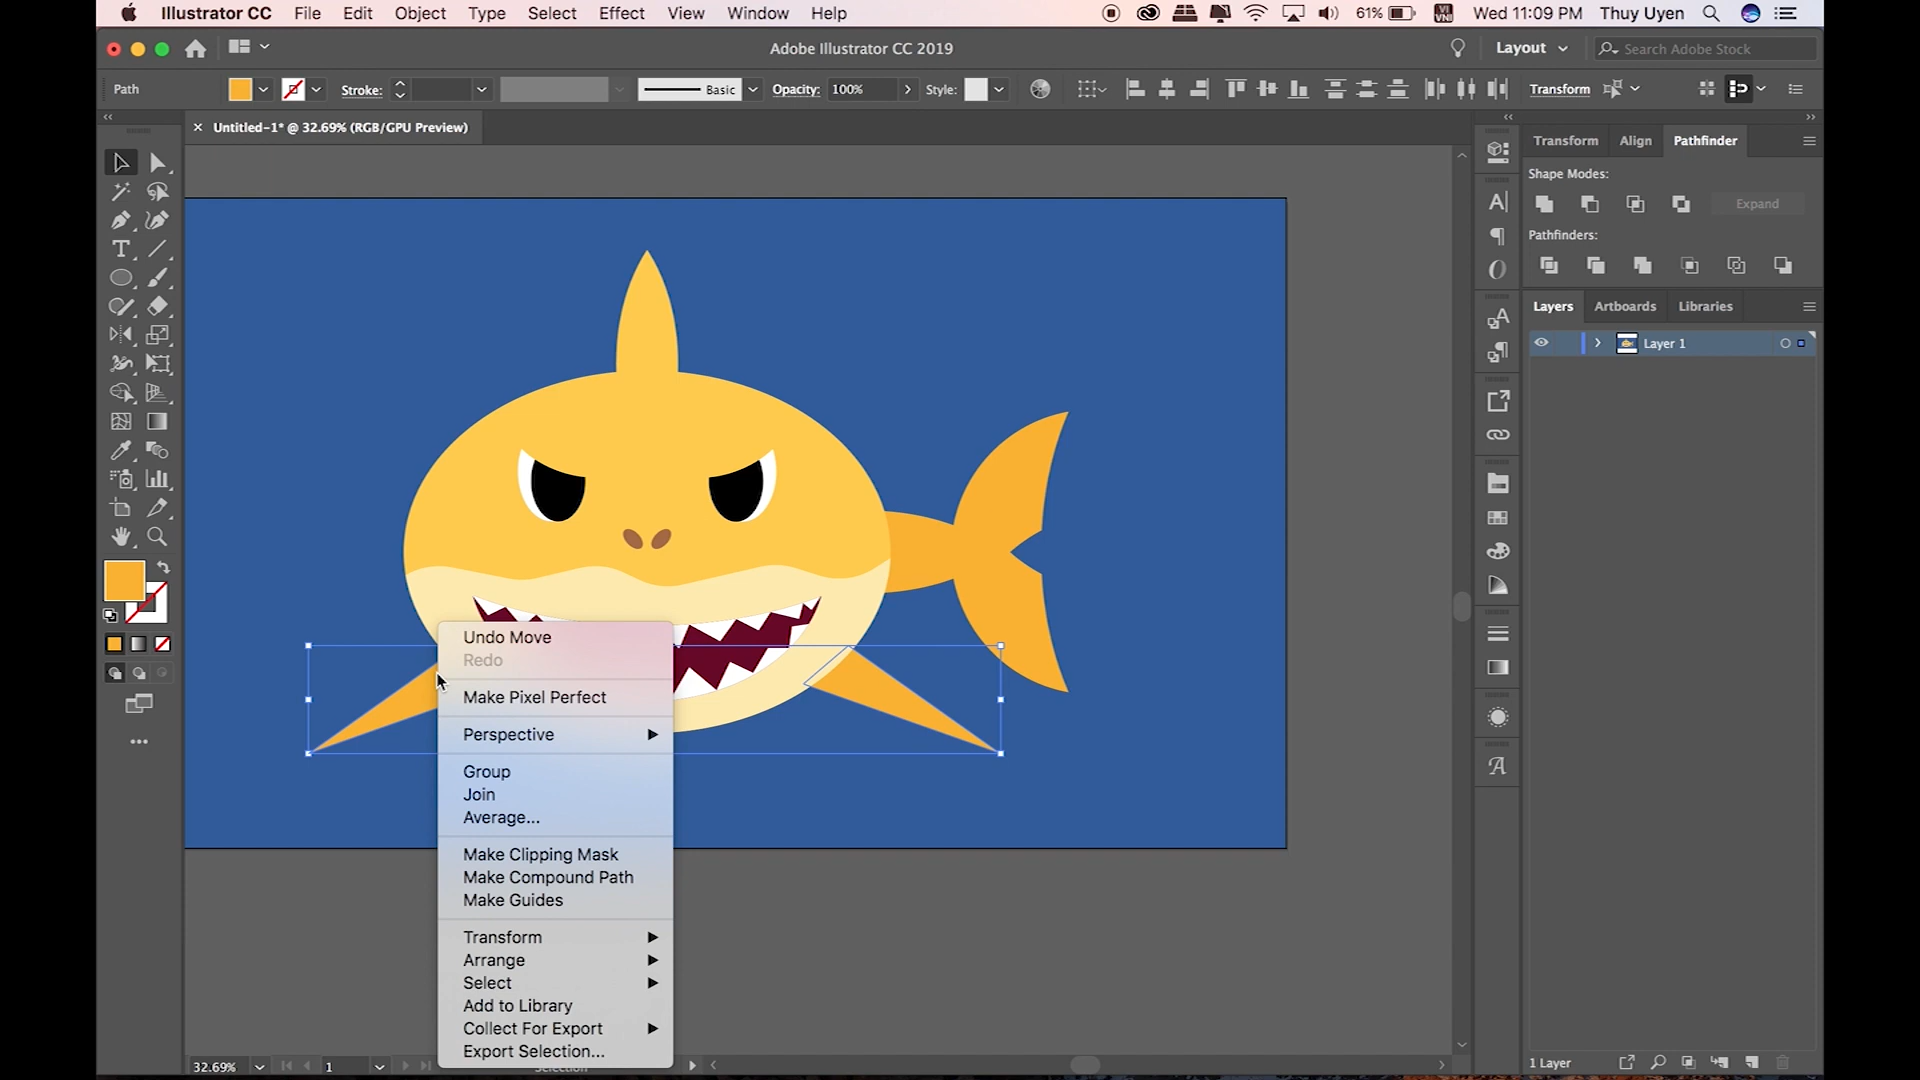 Illustrator CC File Edit Object Type Select Effect View Window Help 61% VI VNI Wed 11:09 PM Thuy Uyen
Adobe Illustrator CC 2019 Layout Search Adobe Stock
Path Stroke: Basic Opacity: 100% Style: Transform
× Untitled-1* @ 32.69% (RGB/GPU Preview)
Transform Align Pathfinder
Shape Modes:
Expand
Pathfinders:
Layers Artboards Libraries
Layer 1
Undo Move
Redo
Make Pixel Perfect
Perspective
Group
Join
Average...
Make Clipping Mask
Make Compound Path
Make Guides
Transform
Arrange
Select
Add to Library
Collect For Export
Export Selection...
32.69% 1 Selection
1 Layer